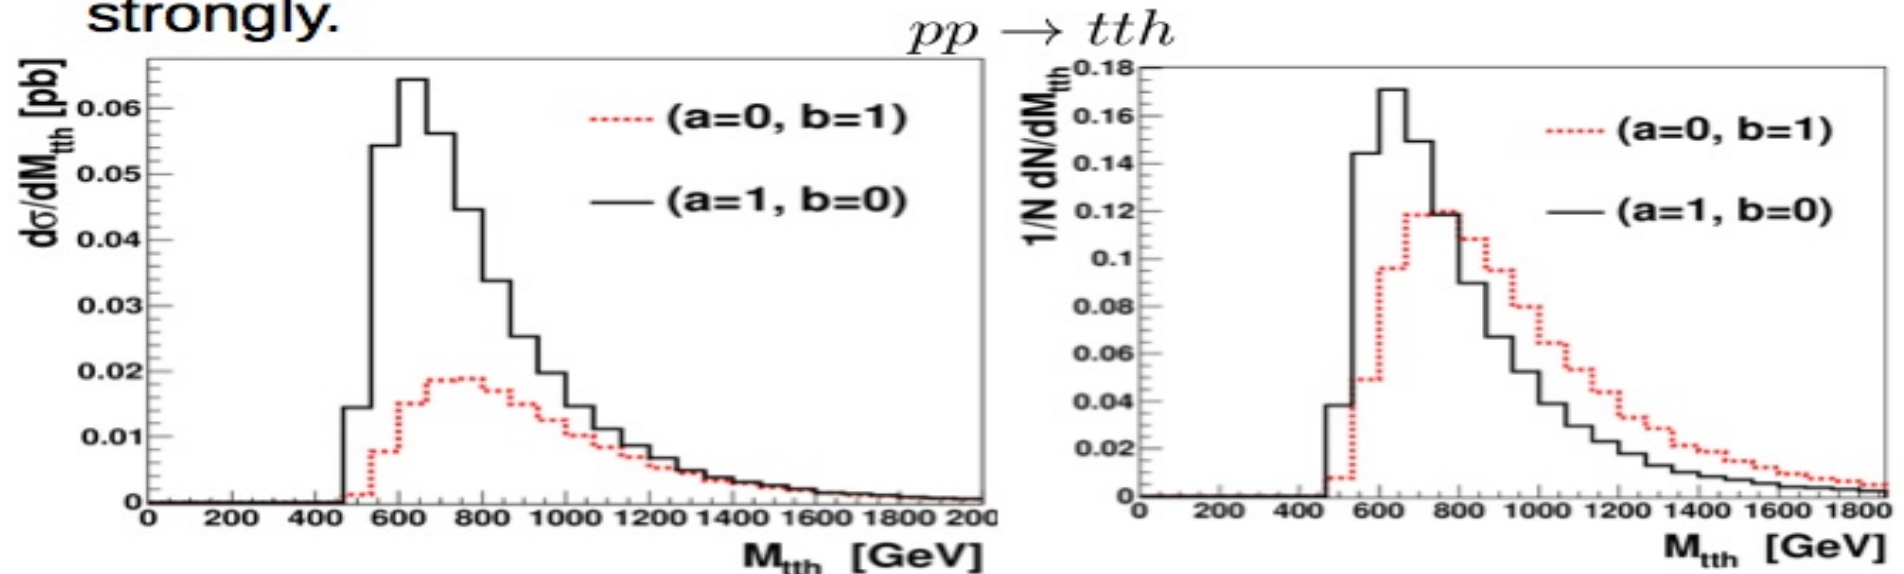 strongly.
pp → tth
dσ/dM_tth [pb]
0.06
0.05
0.04
0.03
0.02
0.01
0
(a=0, b=1)
(a=1, b=0)
0 200 400 600 800 1000 1200 1400 1600 1800 200
M_tth [GeV]
1/N dN/dM_tth
0.18
0.16
0.14
0.12
0.1
0.08
0.06
0.04
0.02
0
(a=0, b=1)
(a=1, b=0)
0 200 400 600 800 1000 1200 1400 1600 1800
M_tth [GeV]